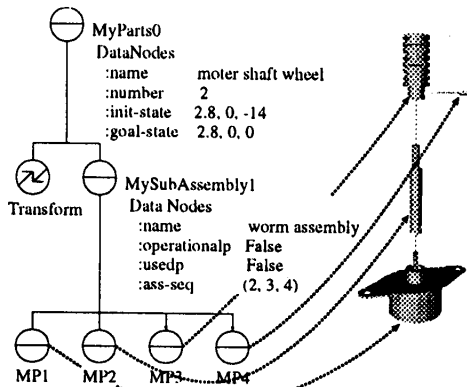 MyParts0
DataNodes
:name moter shaft wheel
:number 2
:init-state 2.8, 0, -14
:goal-state 2.8, 0, 0
Transform
MySubAssembly1
Data Nodes
:name worm assembly
:operationalp False
:usedp False
:ass-seq (2, 3, 4)
MP1 MP2 MP3 MP4